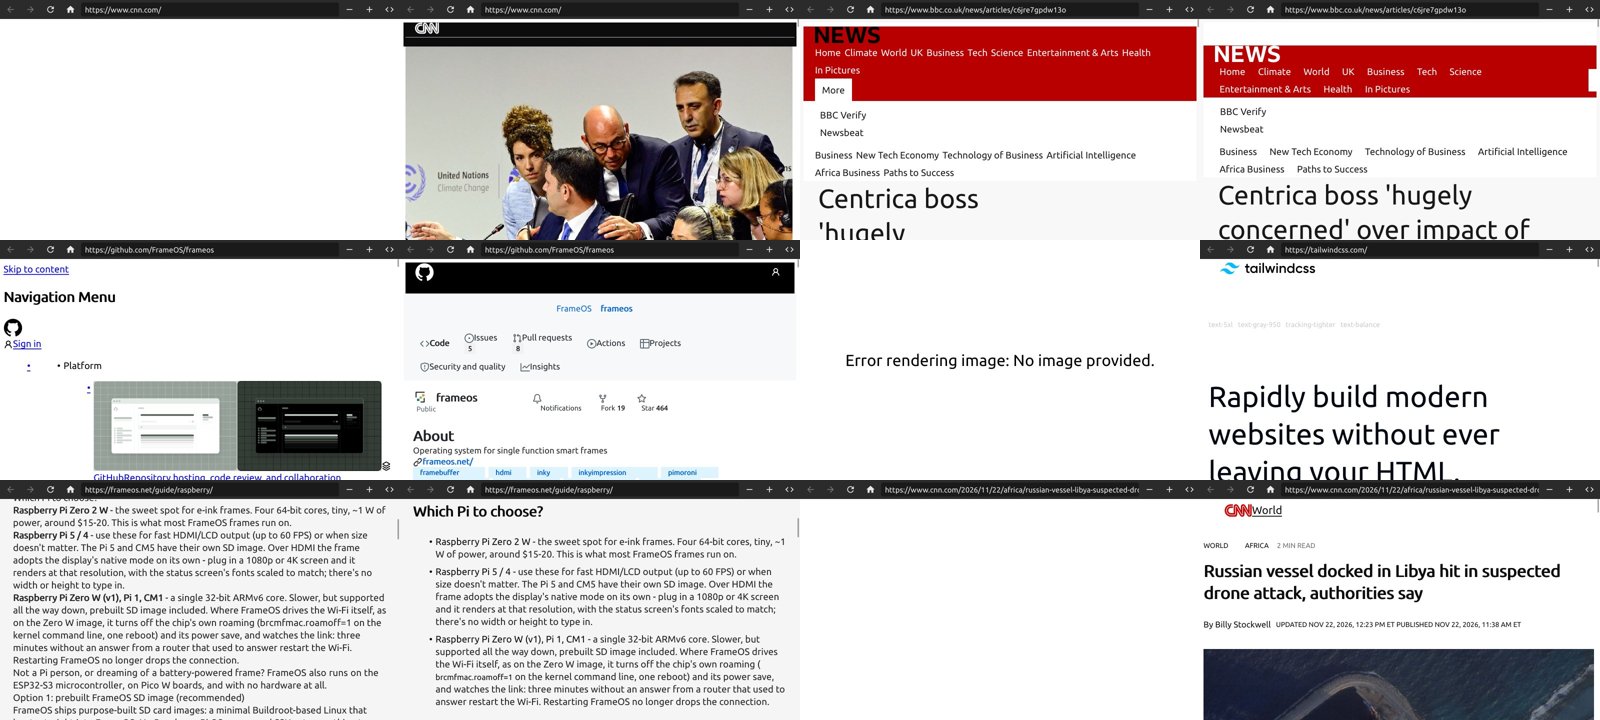 https://www.cnn.com/
https://www.cnn.com/
CNN
United Nations
Climate Change
https://www.bbc.co.uk/news/articles/c6jre7gpdw13o
NEWS
Home Climate World UK Business Tech Science Entertainment & Arts Health
In Pictures
More
BBC Verify
Newsbeat
Business New Tech Economy Technology of Business Artificial Intelligence
Africa Business Paths to Success
Centrica boss
'hugely
https://www.bbc.co.uk/news/articles/c6jre7gpdw13o
NEWS
Home Climate World UK Business Tech Science
Entertainment & Arts Health In Pictures
BBC Verify
Newsbeat
Business New Tech Economy Technology of Business Artificial Intelligence
Africa Business Paths to Success
Centrica boss 'hugely
concerned' over impact of
https://github.com/FrameOS/frameos
Skip to content
Navigation Menu
Sign in
• Platform
GitHubRepository hosting, code review, and collaboration
https://github.com/FrameOS/frameos
FrameOS frameos
Code Issues 5 Pull requests 8 Actions Projects
Security and quality Insights
frameos
Public
Notifications Fork 19 Star 464
About
Operating system for single function smart frames
frameos.net/
framebuffer hdmi inky inkyimpression pimoroni
Error rendering image: No image provided.
https://tailwindcss.com/
tailwindcss
text-5xl text-gray-950 tracking-tighter text-balance
Rapidly build modern
websites without ever
leaving your HTML.
https://frameos.net/guide/raspberry/
Which Pi to choose?
Raspberry Pi Zero 2 W - the sweet spot for e-ink frames. Four 64-bit cores, tiny, ~1 W of
power, around $15-20. This is what most FrameOS frames run on.
Raspberry Pi 5 / 4 - use these for fast HDMI/LCD output (up to 60 FPS) or when size
doesn't matter. The Pi 5 and CM5 have their own SD image. Over HDMI the frame
adopts the display's native mode on its own - plug in a 1080p or 4K screen and it
renders at that resolution, with the status screen's fonts scaled to match; there's no
width or height to type in.
Raspberry Pi Zero W (v1), Pi 1, CM1 - a single 32-bit ARMv6 core. Slower, but supported
all the way down, prebuilt SD image included. Where FrameOS drives the Wi-Fi itself, as
on the Zero W image, it turns off the chip's own roaming (brcmfmac.roamoff=1 on the
kernel command line, one reboot) and its power save, and watches the link: three
minutes without an answer from a router that used to answer restart the Wi-Fi.
Restarting FrameOS no longer drops the connection.
Not a Pi person, or dreaming of a battery-powered frame? FrameOS also runs on the
ESP32-S3 microcontroller, on Pico W boards, and with no hardware at all.
Option 1: prebuilt FrameOS SD image (recommended)
FrameOS ships purpose-built SD card images: a minimal Buildroot-based Linux that
https://frameos.net/guide/raspberry/
Which Pi to choose?
• Raspberry Pi Zero 2 W - the sweet spot for e-ink frames. Four 64-bit cores, tiny, ~1
W of power, around $15-20. This is what most FrameOS frames run on.
• Raspberry Pi 5 / 4 - use these for fast HDMI/LCD output (up to 60 FPS) or when
size doesn't matter. The Pi 5 and CM5 have their own SD image. Over HDMI the
frame adopts the display's native mode on its own - plug in a 1080p or 4K screen
and it renders at that resolution, with the status screen's fonts scaled to match;
there's no width or height to type in.
• Raspberry Pi Zero W (v1), Pi 1, CM1 - a single 32-bit ARMv6 core. Slower, but
supported all the way down, prebuilt SD image included. Where FrameOS drives
the Wi-Fi itself, as on the Zero W image, it turns off the chip's own roaming (
brcmfmac.roamoff=1 on the kernel command line, one reboot) and its power save,
and watches the link: three minutes without an answer from a router that used to
answer restart the Wi-Fi. Restarting FrameOS no longer drops the connection.
https://www.cnn.com/2026/11/22/africa/russian-vessel-libya-suspected-dro
https://www.cnn.com/2026/11/22/africa/russian-vessel-libya-suspected-dro
CNN World
WORLD AFRICA 2 MIN READ
Russian vessel docked in Libya hit in suspected
drone attack, authorities say
By Billy Stockwell UPDATED NOV 22, 2026, 12:23 PM ET PUBLISHED NOV 22, 2026, 11:38 AM ET